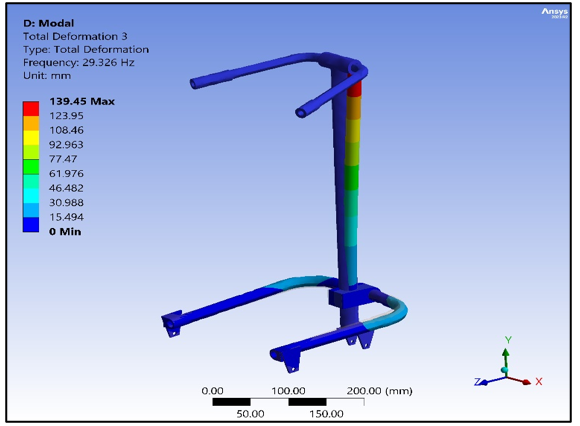 Ansys
D: Modal
Total Deformation 3
Type: Total Deformation
Frequency: 29.326 Hz
Unit: mm
139.45 Max
123.95
108.46
92.963
77.47
61.976
46.482
30.988
15.494
0 Min
0.00 100.00 200.00 (mm)
50.00 150.00
Y
Z X